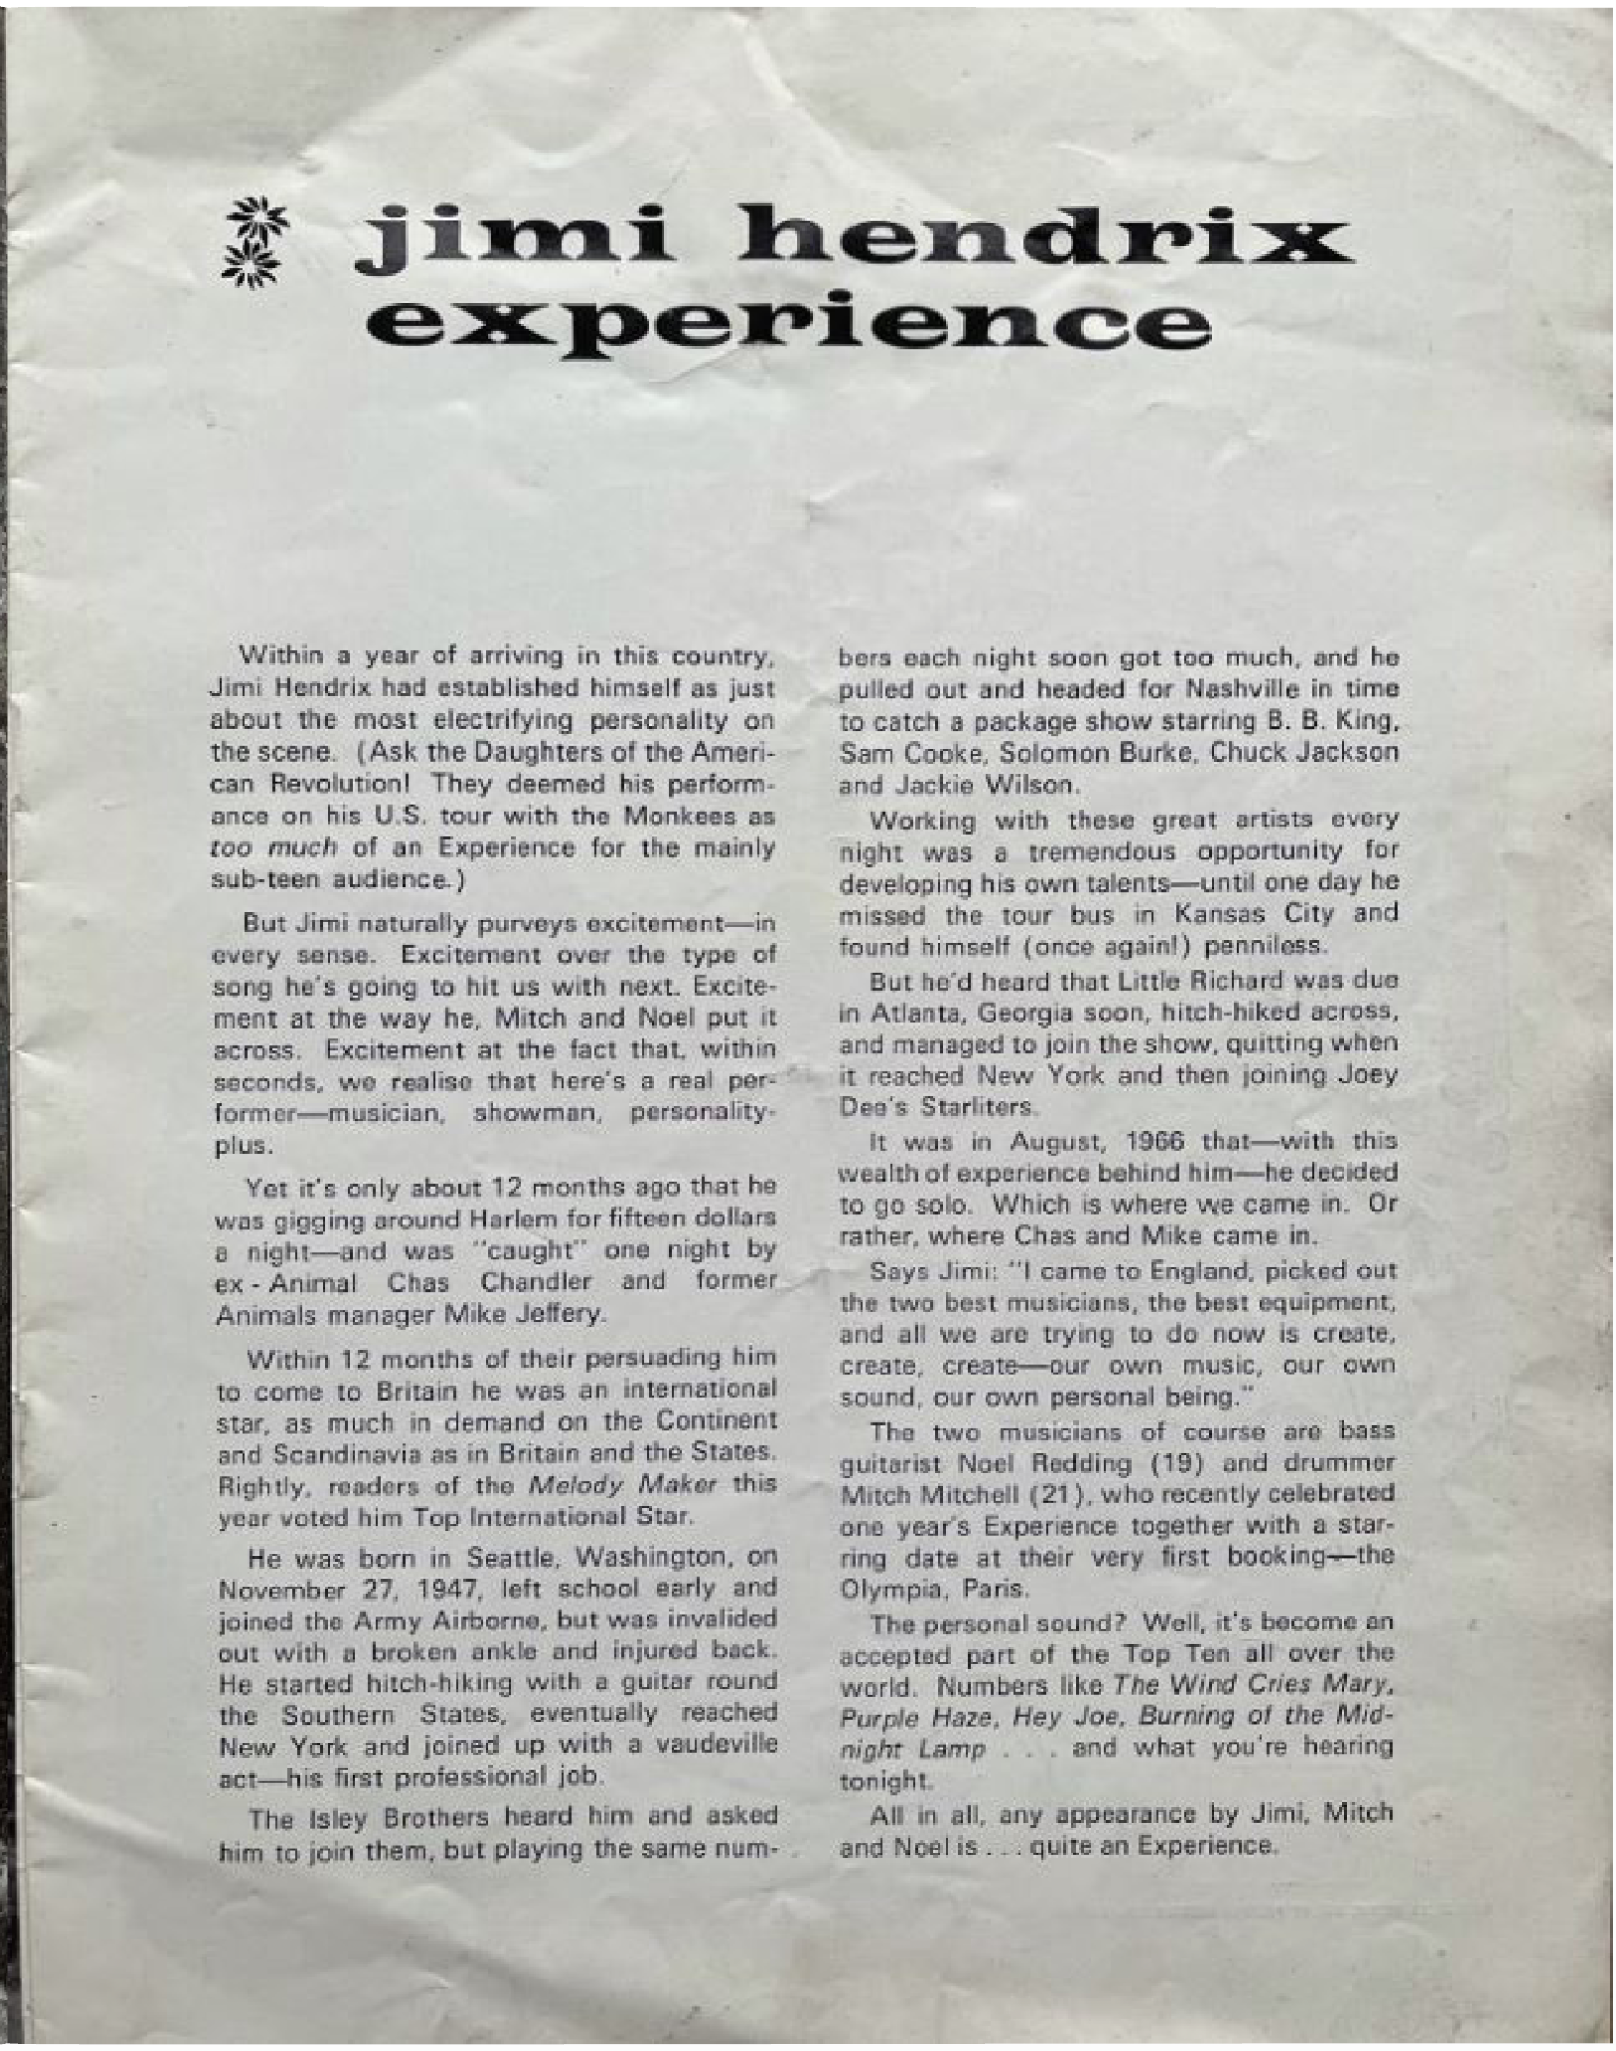 jimi hendrix
experience
Within a year of arriving in this country,
Jimi Hendrix had established himself as just
about the most electrifying personality on
the scene. (Ask the Daughters of the Ameri-
can Revolution! They deemed his perform-
ance on his U.S. tour with the Monkees as
too much of an Experience for the mainly
sub-teen audience.)
But Jimi naturally purveys excitement—in
every sense. Excitement over the type of
song he's going to hit us with next. Excite-
ment at the way he, Mitch and Noel put it
across. Excitement at the fact that, within
seconds, we realise that here's a real per-
former—musician, showman, personality-
plus.
Yet it's only about 12 months ago that he
was gigging around Harlem for fifteen dollars
a night—and was "caught" one night by
ex - Animal Chas Chandler and former
Animals manager Mike Jeffery.
Within 12 months of their persuading him
to come to Britain he was an international
star, as much in demand on the Continent
and Scandinavia as in Britain and the States.
Rightly, readers of the Melody Maker this
year voted him Top International Star.
He was born in Seattle, Washington, on
November 27, 1947, left school early and
joined the Army Airborne, but was invalided
out with a broken ankle and injured back.
He started hitch-hiking with a guitar round
the Southern States, eventually reached
New York and joined up with a vaudeville
act—his first professional job.
The Isley Brothers heard him and asked
him to join them, but playing the same num-
bers each night soon got too much, and he
pulled out and headed for Nashville in time
to catch a package show starring B. B. King,
Sam Cooke, Solomon Burke, Chuck Jackson
and Jackie Wilson.
Working with these great artists every
night was a tremendous opportunity for
developing his own talents—until one day he
missed the tour bus in Kansas City and
found himself (once again!) penniless.
But he'd heard that Little Richard was due
in Atlanta, Georgia soon, hitch-hiked across,
and managed to join the show, quitting when
it reached New York and then joining Joey
Dee's Starliters.
It was in August, 1966 that—with this
wealth of experience behind him—he decided
to go solo. Which is where we came in. Or
rather, where Chas and Mike came in.
Says Jimi: "I came to England, picked out
the two best musicians, the best equipment,
and all we are trying to do now is create,
create, create—our own music, our own
sound, our own personal being."
The two musicians of course are bass
guitarist Noel Redding (19) and drummer
Mitch Mitchell (21), who recently celebrated
one year's Experience together with a star-
ring date at their very first booking—the
Olympia, Paris.
The personal sound? Well, it's become an
accepted part of the Top Ten all over the
world. Numbers like The Wind Cries Mary,
Purple Haze, Hey Joe, Burning of the Mid-
night Lamp . . . and what you're hearing
tonight.
All in all, any appearance by Jimi, Mitch
and Noel is . . . quite an Experience.